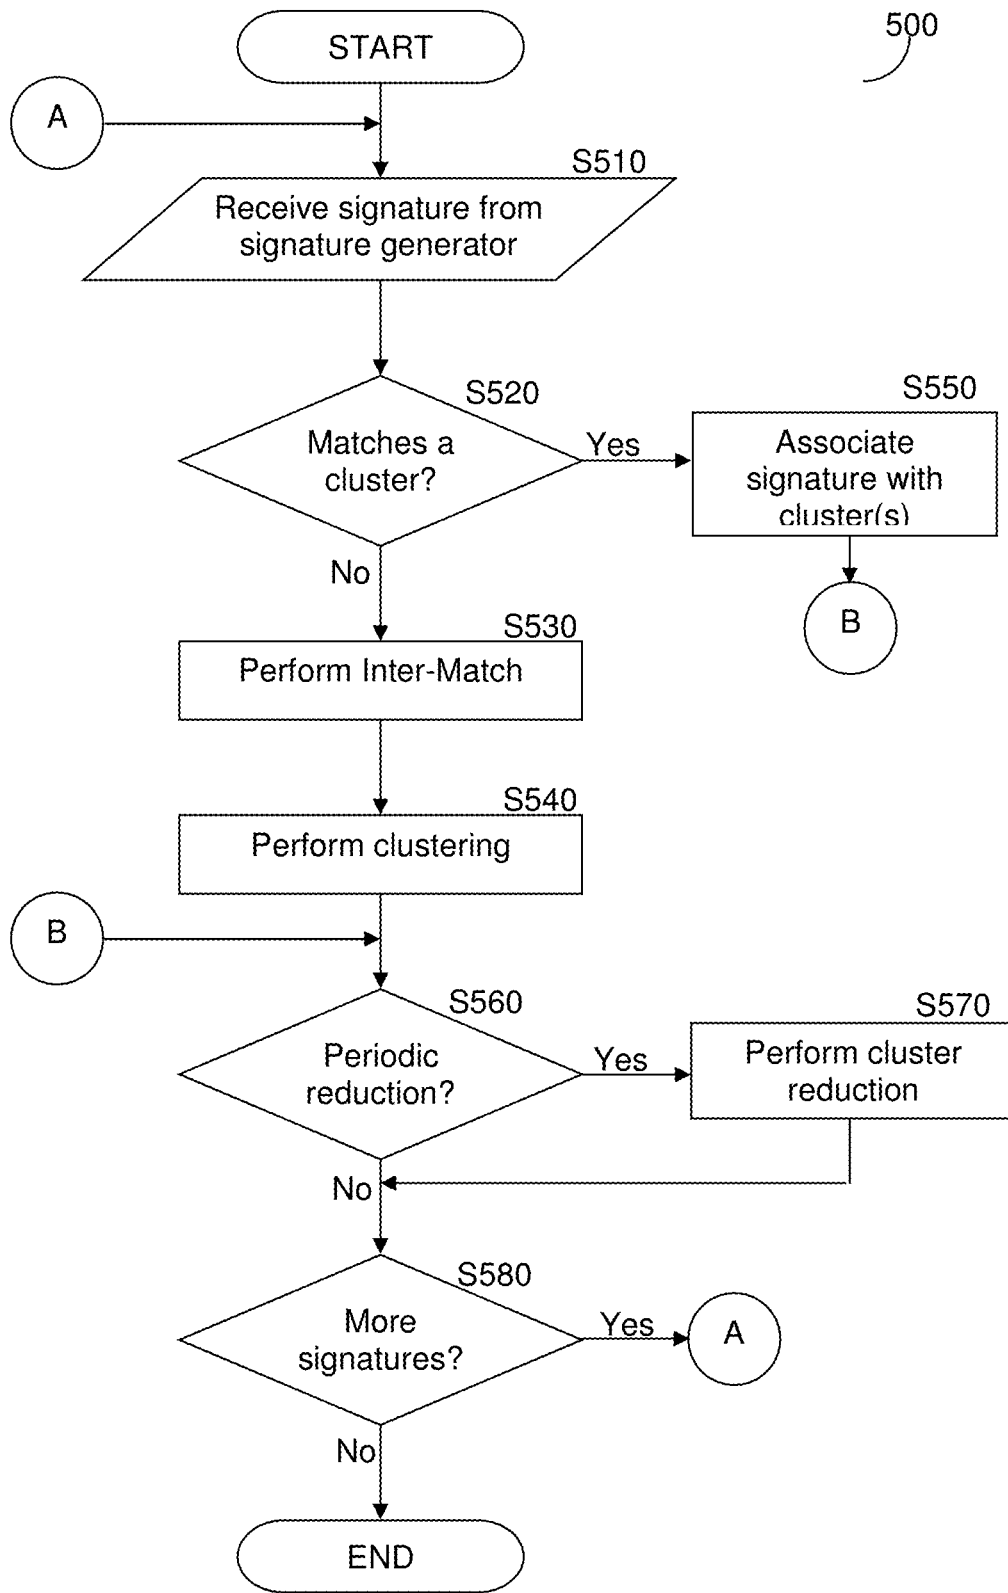 500
START
A
S510
Receive signature from
signature generator
S520
Matches a
cluster?
Yes
S550
Associate
signature with
cluster(s)
No
B
S530
Perform Inter-Match
S540
Perform clustering
B
S560
Periodic
reduction?
Yes
S570
Perform cluster
reduction
No
S580
More
signatures?
Yes
A
No
END